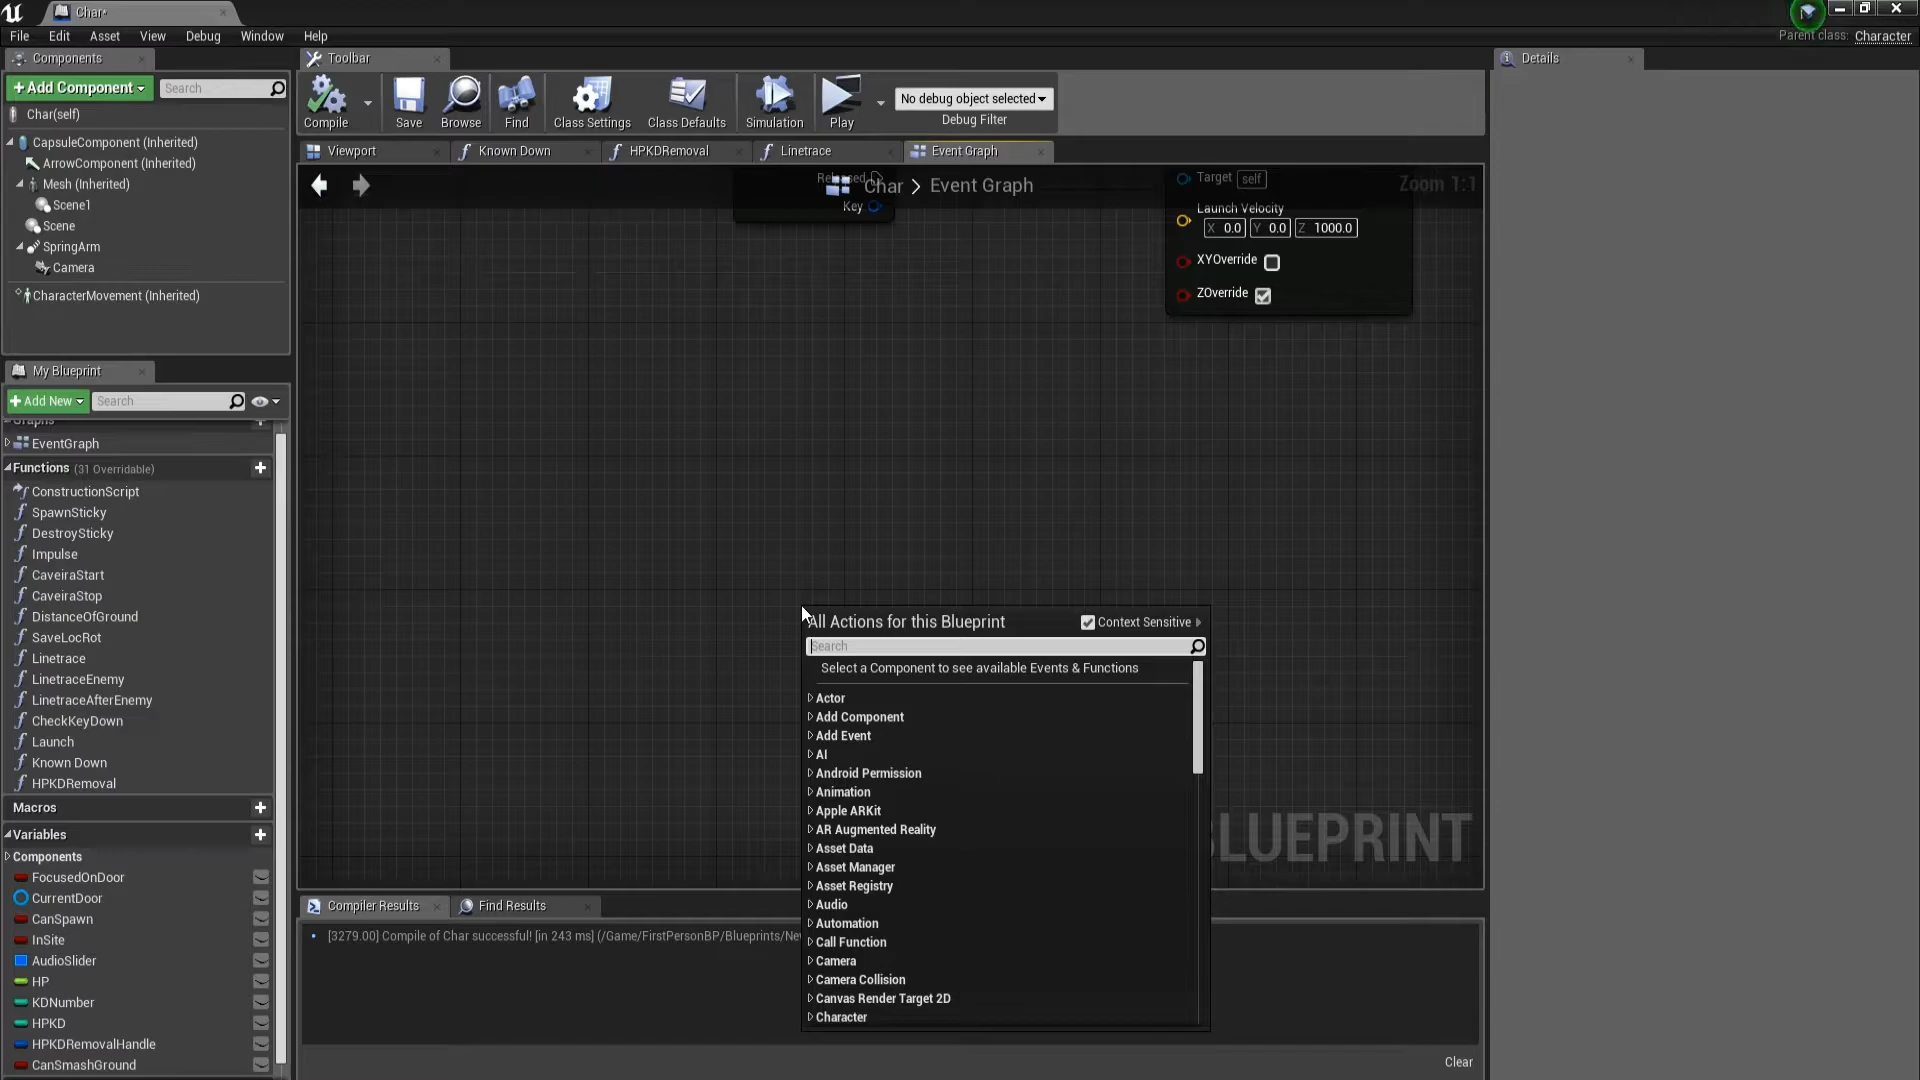 Char*
File Edit Asset View Debug Window Help
Parent class: Character
Components
Toolbar
Details
+Add Component
Search
Char(self)
CapsuleComponent (Inherited)
ArrowComponent (Inherited)
Mesh (Inherited)
Scene1
Scene
SpringArm
Camera
CharacterMovement (Inherited)
Compile
Save
Browse
Find
Class Settings
Class Defaults
Simulation
Play
No debug object selected
Debug Filter
Viewport
Known Down
HPKDRemoval
Linetrace
Event Graph
Char > Event Graph
Zoom 1:1
Released
Key
Target self
Launch Velocity
X 0.0 Y 0.0 Z 1000.0
XYOverride
ZOverride
My Blueprint
+Add New
Search
Graphs
EventGraph
Functions (31 Overridable)
ConstructionScript
SpawnSticky
DestroySticky
Impulse
CaveiraStart
CaveiraStop
DistanceOfGround
SaveLocRot
Linetrace
LinetraceEnemy
LinetraceAfterEnemy
CheckKeyDown
Launch
Known Down
HPKDRemoval
Macros
Variables
Components
FocusedOnDoor
CurrentDoor
CanSpawn
InSite
AudioSlider
HP
KDNumber
HPKD
HPKDRemovalHandle
CanSmashGround
All Actions for this Blueprint
Context Sensitive
Search
Select a Component to see available Events & Functions
Actor
Add Component
Add Event
AI
Android Permission
Animation
Apple ARKit
AR Augmented Reality
Asset Data
Asset Manager
Asset Registry
Audio
Automation
Call Function
Camera
Camera Collision
Canvas Render Target 2D
Character
BLUEPRINT
Compiler Results
Find Results
[3279.00] Compile of Char successful! [in 243 ms] (/Game/FirstPersonBP/Blueprints/Ne
Clear